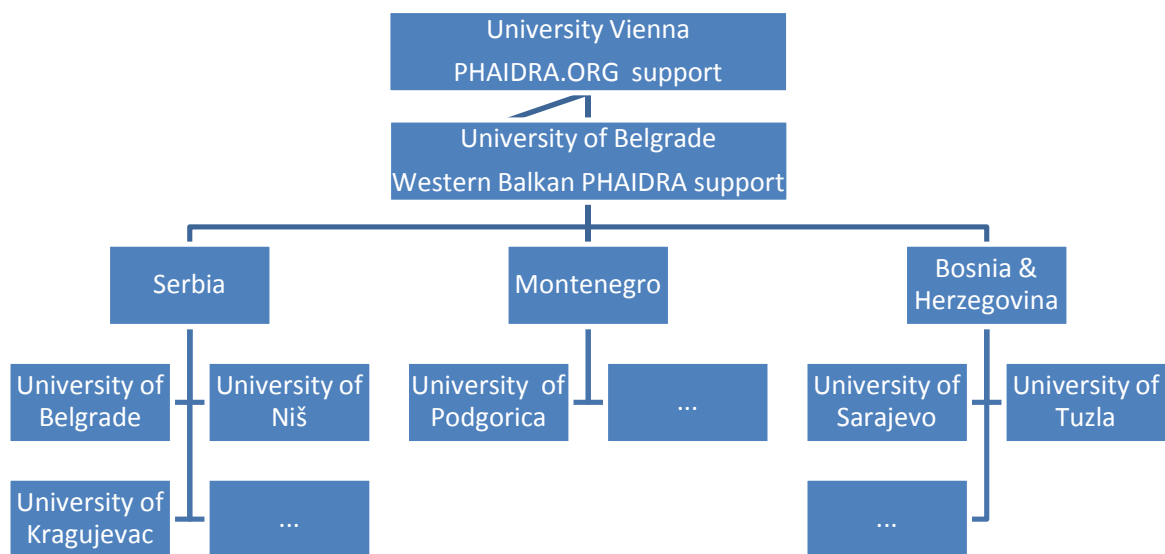 University Vienna
PHAIDRA.ORG support
University of Belgrade
Western Balkan PHAIDRA support
Serbia
Montenegro
Bosnia &
Herzegovina
University of
Belgrade
University of
Niš
University of
Podgorica
...
University of
Sarajevo
University of
Tuzla
University of
Kragujevac
...
...